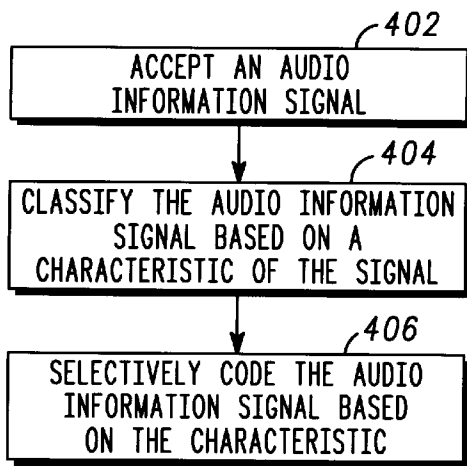 402
ACCEPT AN AUDIO
INFORMATION SIGNAL
404
CLASSIFY THE AUDIO INFORMATION
SIGNAL BASED ON A
CHARACTERISTIC OF THE SIGNAL
406
SELECTIVELY CODE THE AUDIO
INFORMATION SIGNAL BASED
ON THE CHARACTERISTIC